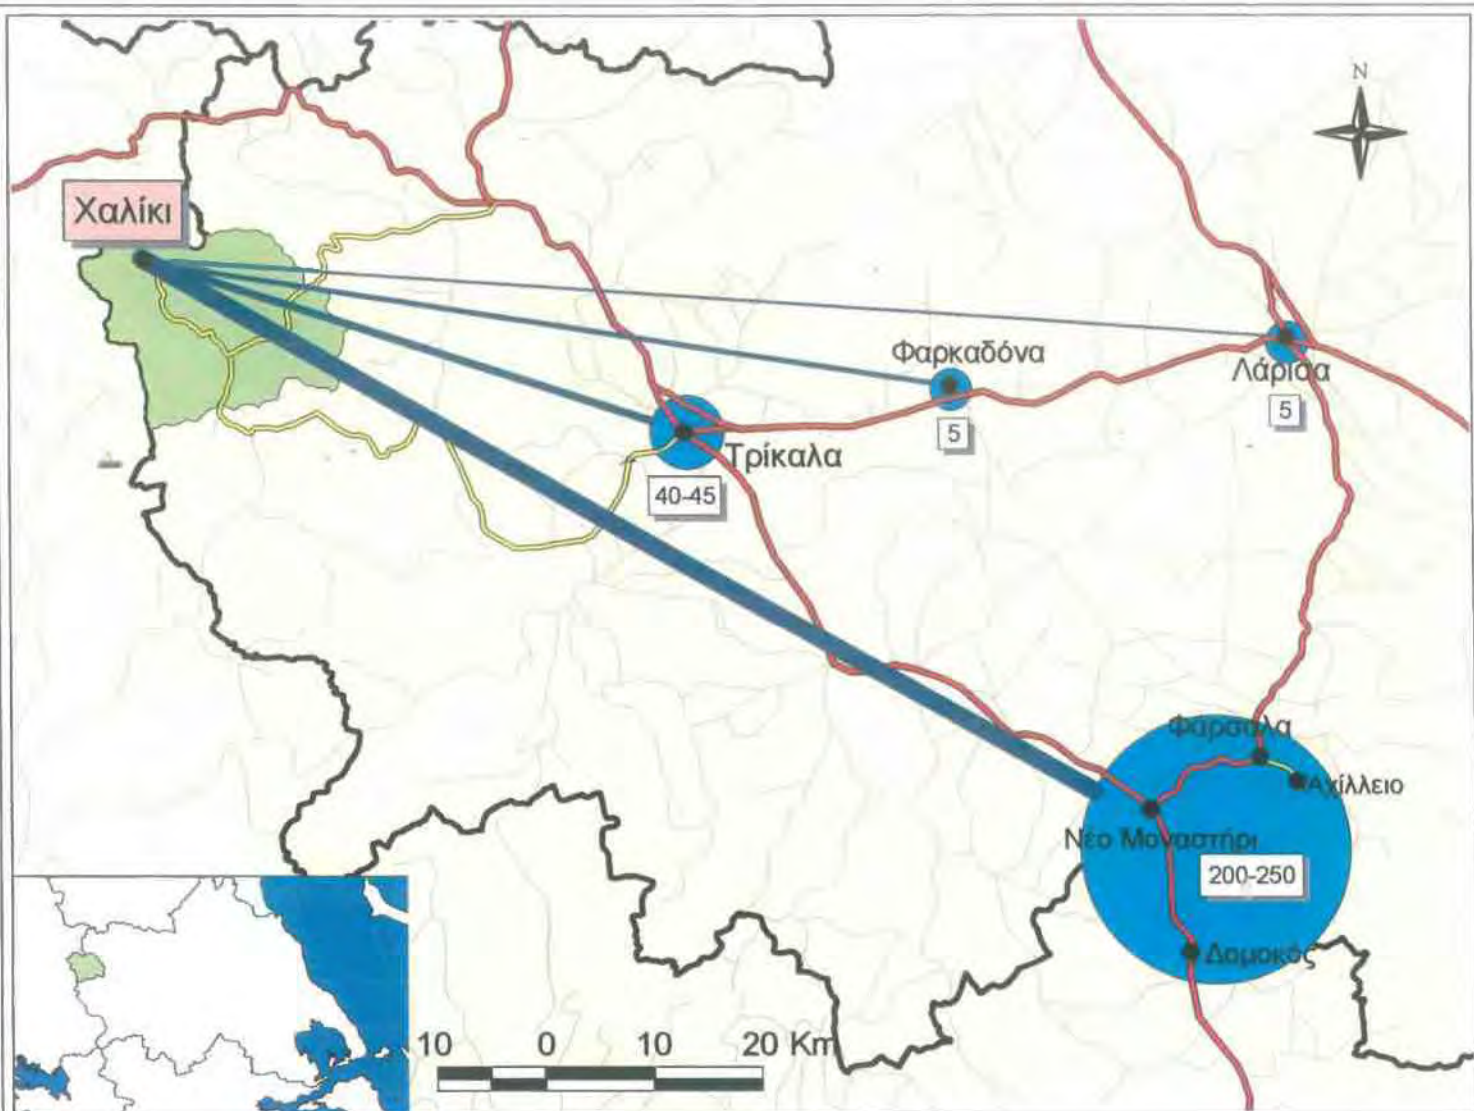 N
Χαλίκι
Φαρκαδόνα
5
Λάρισα
5
Τρίκαλα
40-45
Φάρσαλα
Αχίλλειο
Νέο Μοναστήρι
200-250
Δομοκός
10 0 10 20 Km